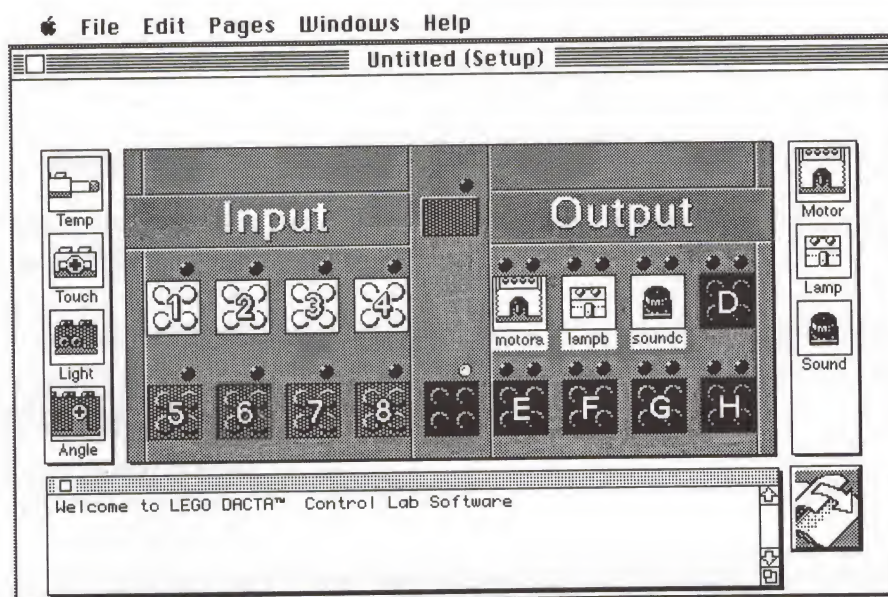 File Edit Pages Windows Help
Untitled (Setup)
Temp
Touch
Light
Angle
Input
1 2 3 4
5 6 7 8
Output
motora lampb soundc D
E F G H
Motor
Lamp
Sound
Welcome to LEGO DACTA™ Control Lab Software